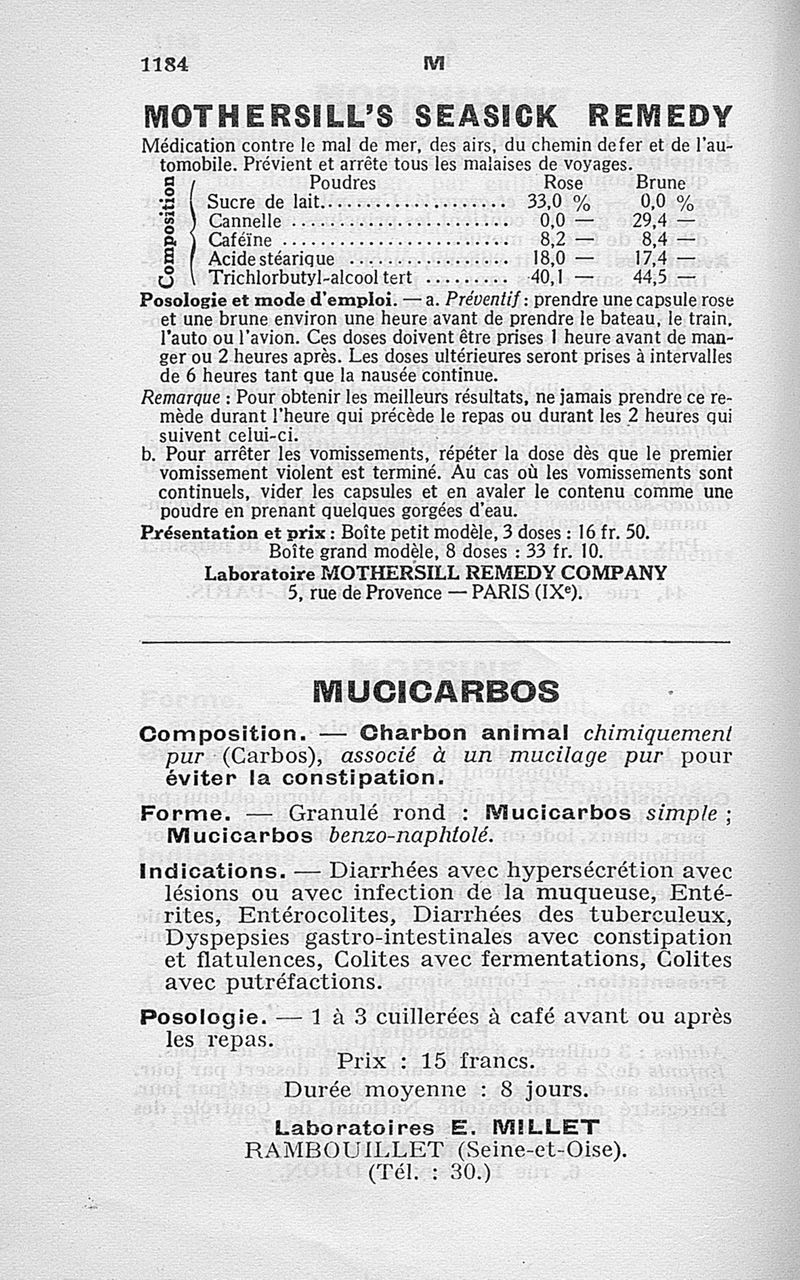 1184
M
MOTHERSILL'S SEASICK REMEDY
Médication contre le mal de mer, des airs, du chemin de fer et de l'au-
tomobile. Prévient et arrête tous les malaises de voyages.
Composition
Poudres Rose Brune
Sucre de lait..................... 33,0 % 0,0 %
Cannelle ......................... 0,0 — 29,4 —
Caféïne .......................... 8,2 — 8,4 —
Acide stéarique .................. 18,0 — 17,4 —
Trichlorbutyl-alcool tert ......... 40,1 — 44,5 —
Posologie et mode d'emploi. — a. Préventif : prendre une capsule rose
et une brune environ une heure avant de prendre le bateau, le train,
l'auto ou l'avion. Ces doses doivent être prises 1 heure avant de man-
ger ou 2 heures après. Les doses ultérieures seront prises à intervalles
de 6 heures tant que la nausée continue.
Remarque : Pour obtenir les meilleurs résultats, ne jamais prendre ce re-
mède durant l'heure qui précède le repas ou durant les 2 heures qui
suivent celui-ci.
b. Pour arrêter les vomissements, répéter la dose dès que le premier
vomissement violent est terminé. Au cas où les vomissements sont
continuels, vider les capsules et en avaler le contenu comme une
poudre en prenant quelques gorgées d'eau.
Présentation et prix : Boîte petit modèle, 3 doses : 16 fr. 50.
Boîte grand modèle, 8 doses : 33 fr. 10.
Laboratoire MOTHERSILL REMEDY COMPANY
5, rue de Provence — PARIS (IXe).
MUCICARBOS
Composition. — Charbon animal chimiquement
pur (Carbos), associé à un mucilage pur pour
éviter la constipation.
Forme. — Granulé rond : Mucicarbos simple ;
Mucicarbos benzo-naphtolé.
Indications. — Diarrhées avec hypersécrétion avec
lésions ou avec infection de la muqueuse, Enté-
rites, Entérocolites, Diarrhées des tuberculeux,
Dyspepsies gastro-intestinales avec constipation
et flatulences, Colites avec fermentations, Colites
avec putréfactions.
Posologie. — 1 à 3 cuillerées à café avant ou après
les repas.
Prix : 15 francs.
Durée moyenne : 8 jours.
Laboratoires E. MILLET
RAMBOUILLET (Seine-et-Oise).
(Tél. : 30.)